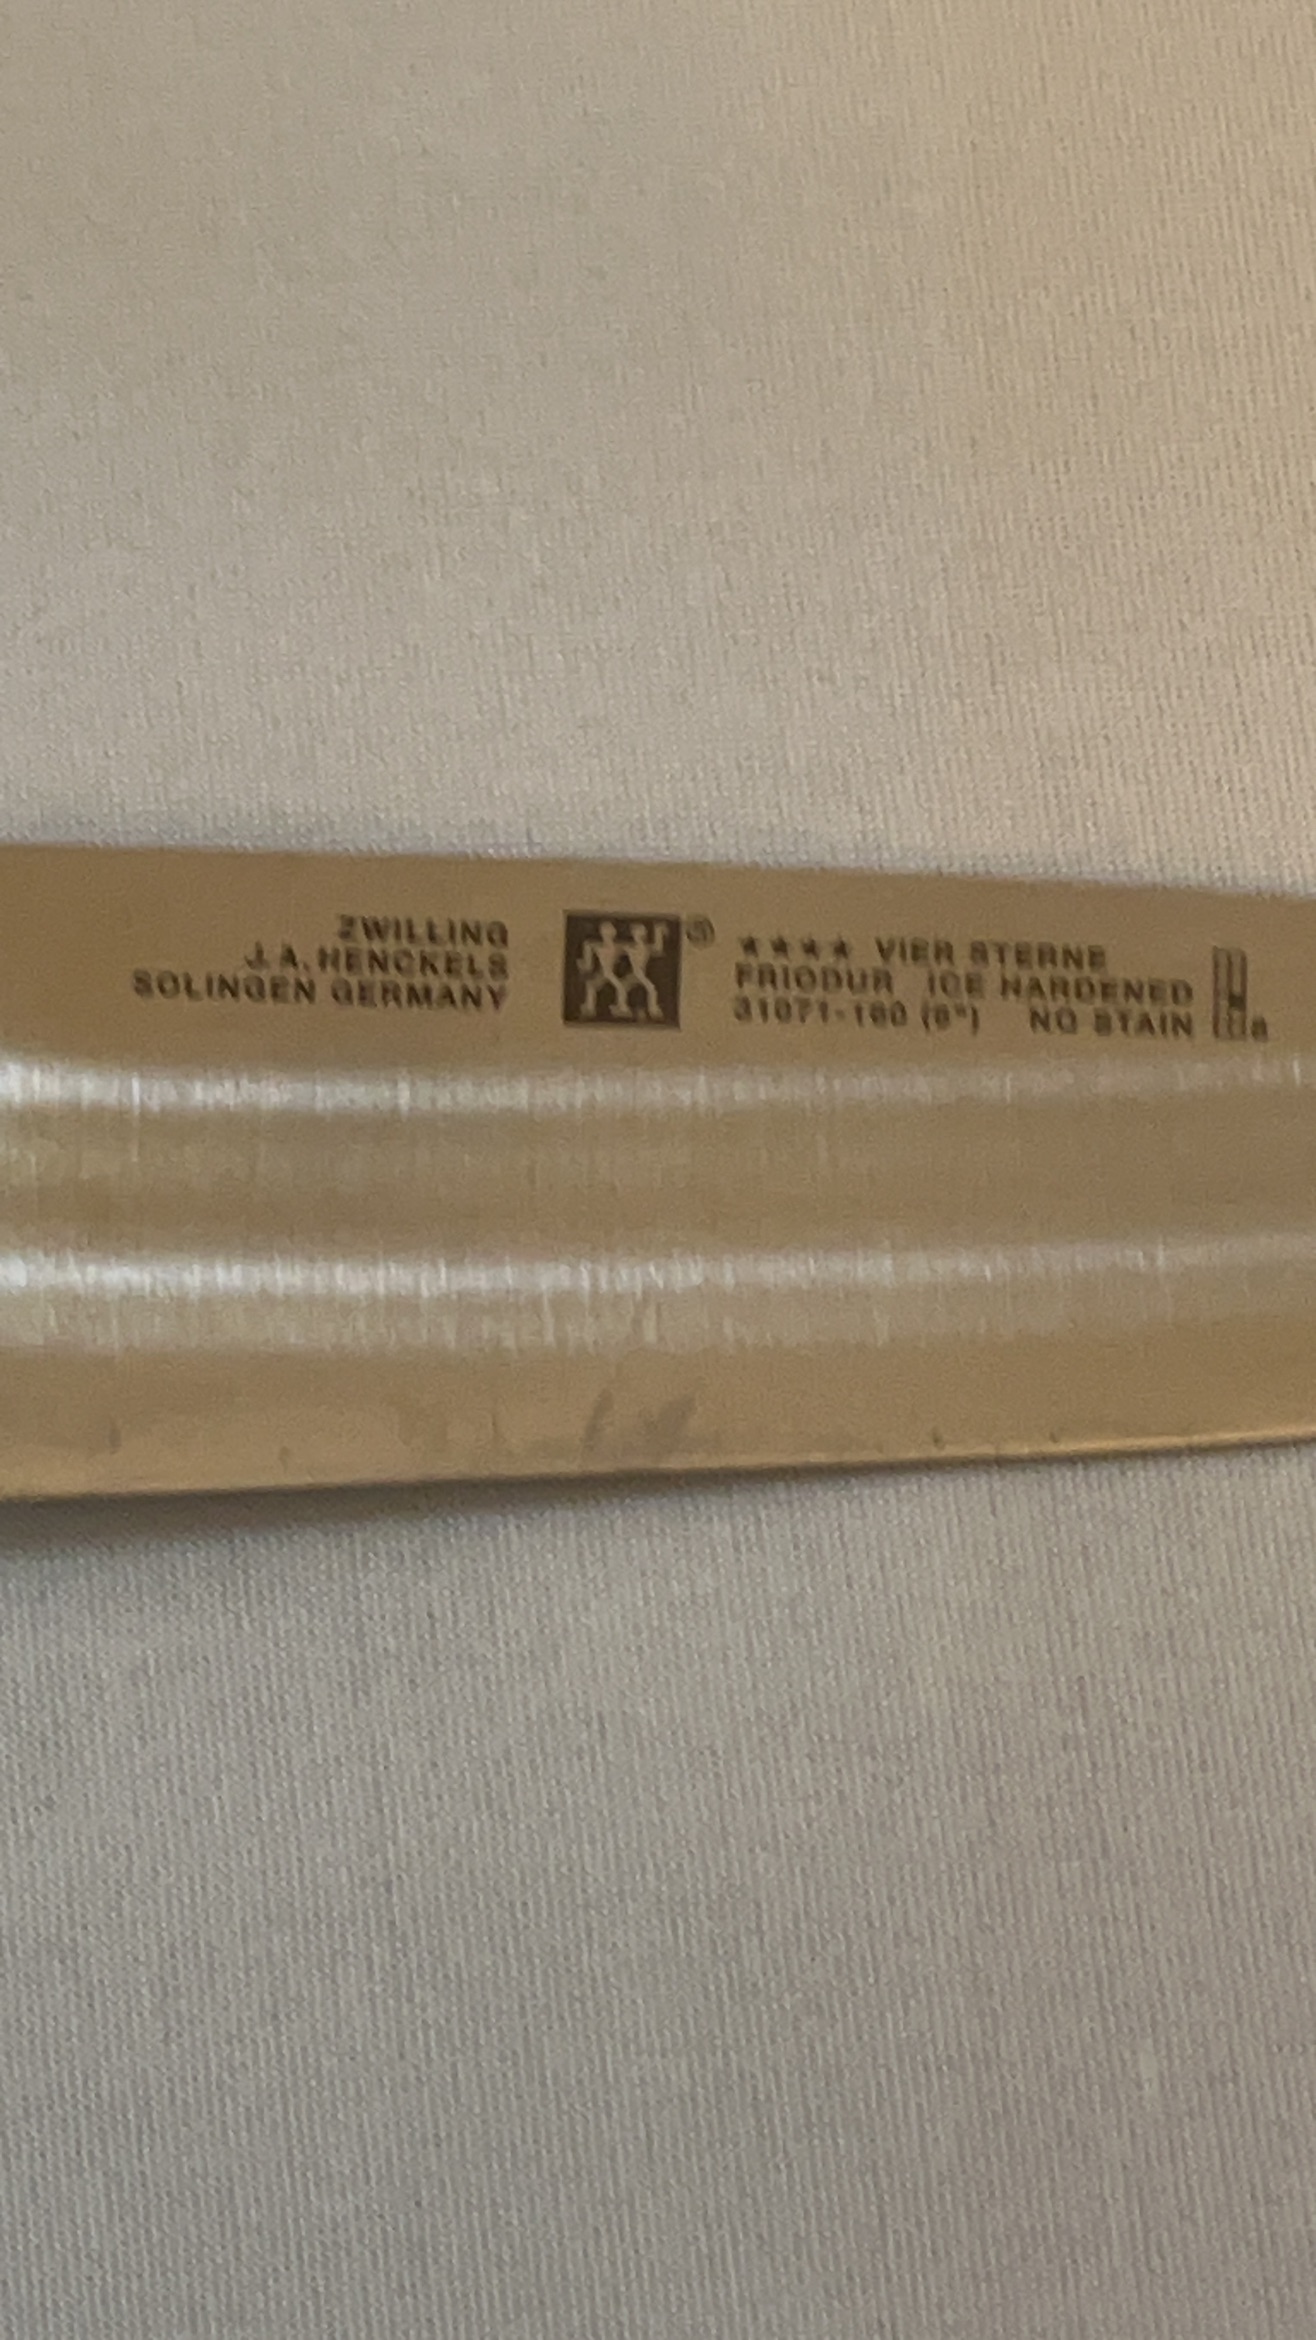 ZWILLING
J.A. HENCKELS
SOLINGEN GERMANY
®
★★★★ VIER STERNE
FRIODUR ICE HARDENED
31071-160 (6") NO STAIN